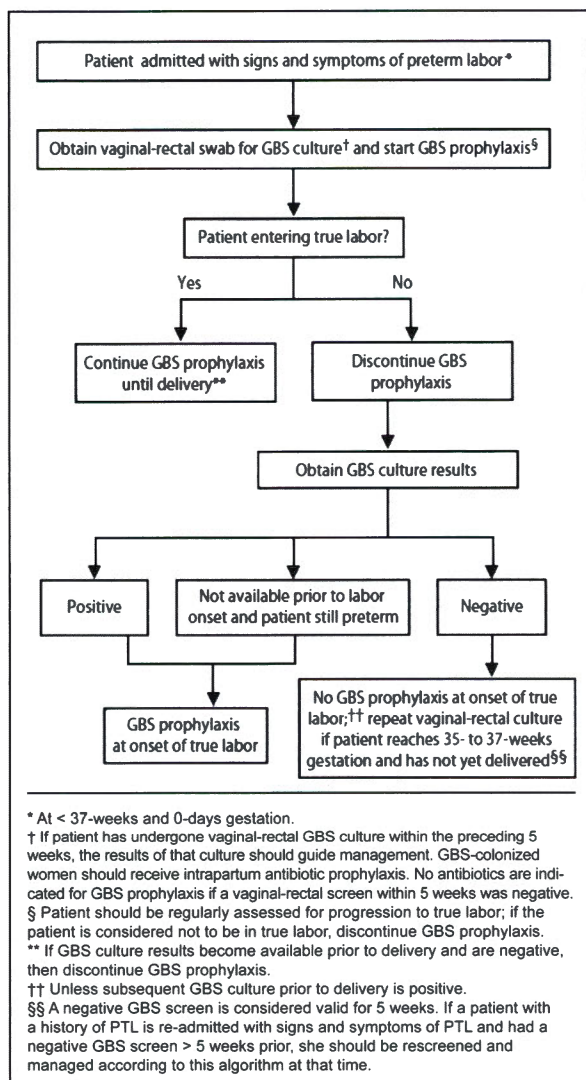 Patient admitted with signs and symptoms of preterm labor*
Obtain vaginal-rectal swab for GBS culture† and start GBS prophylaxis§
Patient entering true labor?
Yes
No
Continue GBS prophylaxis
until delivery**
Discontinue GBS
prophylaxis
Obtain GBS culture results
Positive
Not available prior to labor
onset and patient still preterm
Negative
GBS prophylaxis
at onset of true labor
No GBS prophylaxis at onset of true
labor;†† repeat vaginal-rectal culture
if patient reaches 35- to 37-weeks
gestation and has not yet delivered§§
* At < 37-weeks and 0-days gestation.
† If patient has undergone vaginal-rectal GBS culture within the preceding 5
weeks, the results of that culture should guide management. GBS-colonized
women should receive intrapartum antibiotic prophylaxis. No antibiotics are indi-
cated for GBS prophylaxis if a vaginal-rectal screen within 5 weeks was negative.
§ Patient should be regularly assessed for progression to true labor; if the
patient is considered not to be in true labor, discontinue GBS prophylaxis.
** If GBS culture results become available prior to delivery and are negative,
then discontinue GBS prophylaxis.
†† Unless subsequent GBS culture prior to delivery is positive.
§§ A negative GBS screen is considered valid for 5 weeks. If a patient with
a history of PTL is re-admitted with signs and symptoms of PTL and had a
negative GBS screen > 5 weeks prior, she should be rescreened and
managed according to this algorithm at that time.